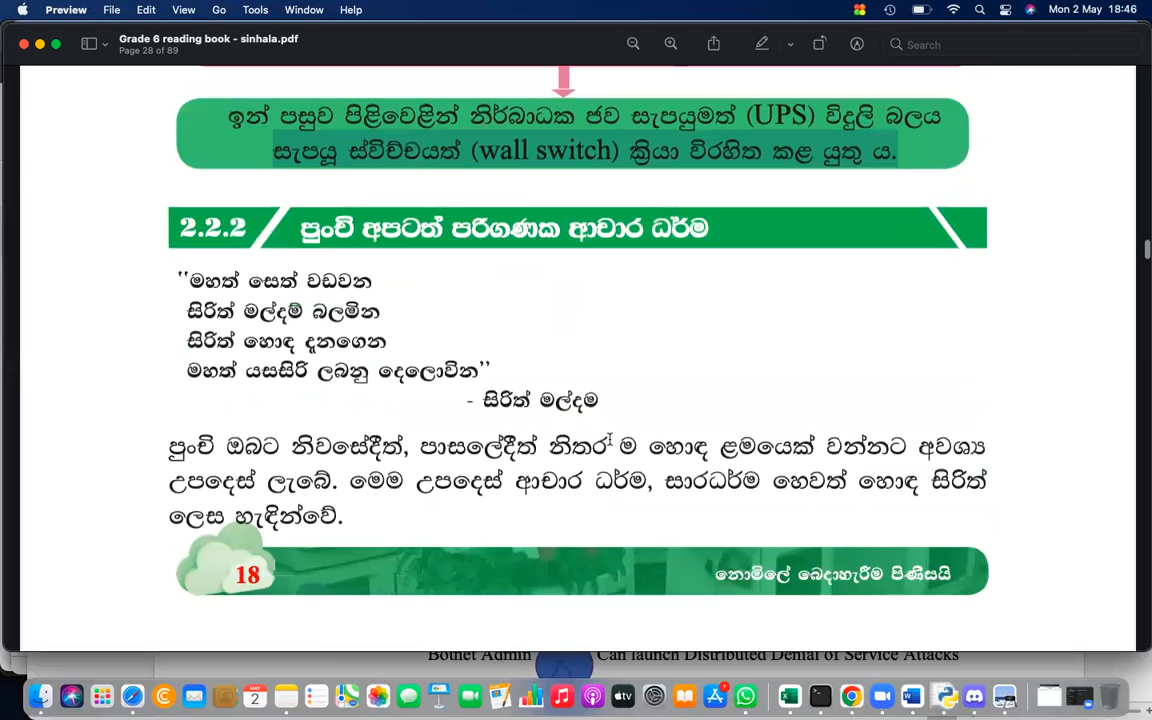 Preview File Edit View Go Tools Window Help Mon 2 May 18:46
Grade 6 reading book - sinhala.pdf
Page 28 of 89
Search
ඉන් පසුව පිළිවෙළින් නිර්බාධක ජව සැපයුමත් (UPS) විදුලි බලය
සැපයූ ස්විච්චයත් (wall switch) ක්‍රියා විරහිත කළ යුතු ය.
2.2.2 පුංචි අපටත් පරිගණක ආචාර ධර්ම
‘‘මහත් සෙත් වඩවන
සිරිත් මල්දම් බලමින
සිරිත් හොඳ දැනගෙන
මහත් යසසිරි ලබනු දෙලොවින’’
- සිරිත් මල්දම
පුංචි ඔබට නිවසේදීත්, පාසලේදීත් නිතර ම හොඳ ළමයෙක් වන්නට අවශ්‍ය
උපදෙස් ලැබේ. මෙම උපදෙස් ආචාර ධර්ම, සාරධර්ම හෙවත් හොඳ සිරිත්
ලෙස හැඳින්වේ.
18
නොමිලේ බෙදාහැරීම පිණිසයි
Botnet Admin Can launch Distributed Denial of Service Attacks